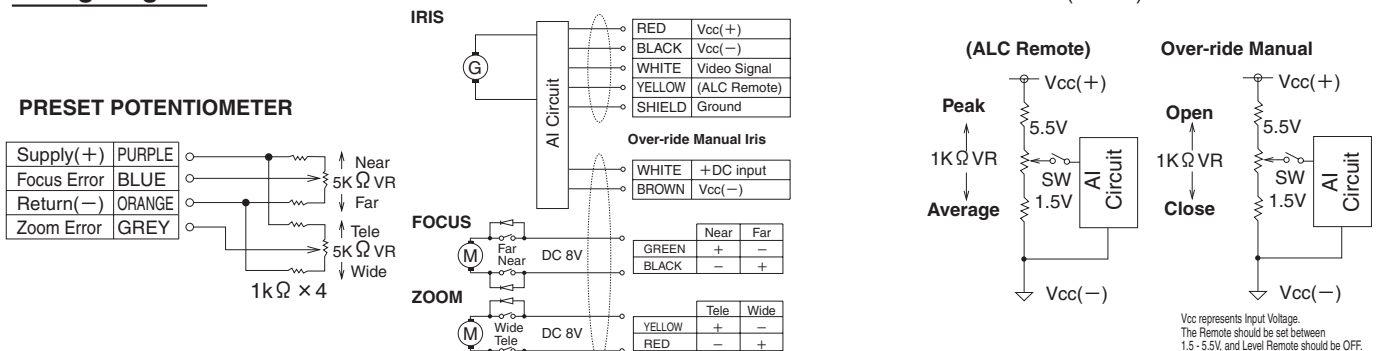 PRESET POTENTIOMETER
Supply(+) PURPLE
Focus Error BLUE
Return(−) ORANGE
Zoom Error GREY
Near
5KΩVR
Far
Tele
5KΩVR
Wide
1kΩ ×4
IRIS
G
AI Circuit
RED Vcc(+)
BLACK Vcc(−)
WHITE Video Signal
YELLOW (ALC Remote)
SHIELD Ground
Over-ride Manual Iris
WHITE +DC input
BROWN Vcc(−)
FOCUS
M
Far
Near
DC 8V
Near Far
GREEN + −
BLACK − +
ZOOM
M
Wide
Tele
DC 8V
Tele Wide
YELLOW + −
RED − +
(ALC Remote)
Vcc(+)
Peak
5.5V
1KΩVR
SW
1.5V
Average
AI
Circuit
Vcc(−)
Over-ride Manual
Vcc(+)
Open
5.5V
1KΩVR
SW
1.5V
Close
AI
Circuit
Vcc(−)
Vcc represents Input Voltage.
The Remote should be set between
1.5 - 5.5V, and Level Remote should be OFF.